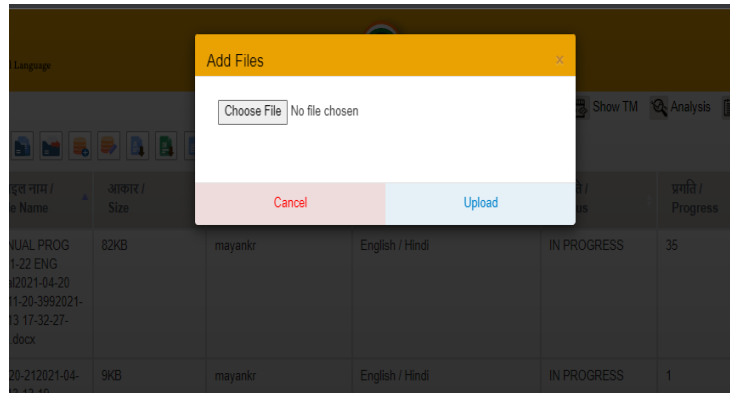 Language
Add Files
x
Choose File No file chosen
Show TM Analysis
Cancel Upload
नाम / आकार / प्रगति /
Name Size Progress
PROG 82KB mayankr English / Hindi IN PROGRESS 35
1-22 ENG
2021-04-20
11-20-3992021-
13 17-32-27-
.docx
20-212021-04- 9KB mayankr English / Hindi IN PROGRESS 1